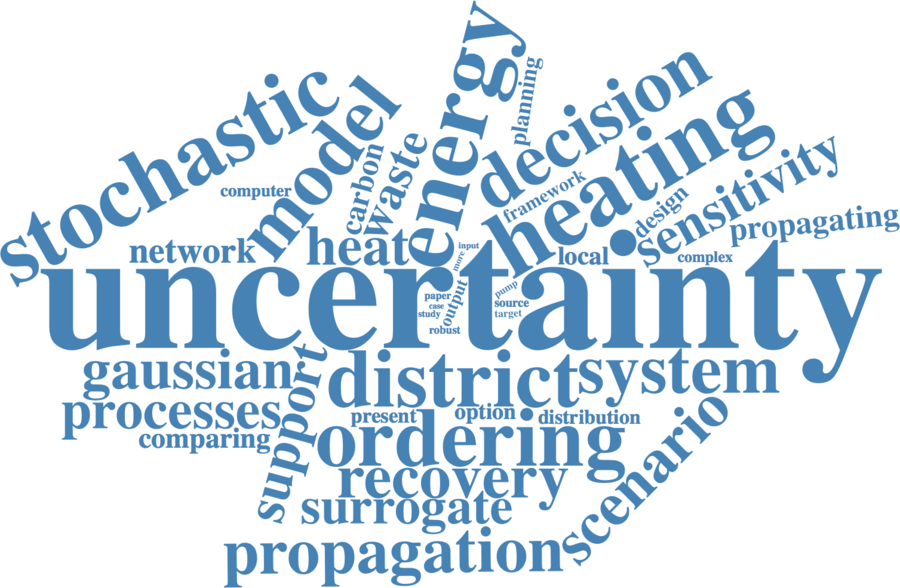 energy
planning
decision
stochastic
model
carbon
waste
heating
computer
framework
design
sensitivity
propagating
network
heat
input
more
local
complex
uncertainty
pump
paper
case
study
output
source
target
robust
gaussian
support
district
system
processes
present
option
distribution
comparing
ordering
scenario
recovery
surrogate
propagation